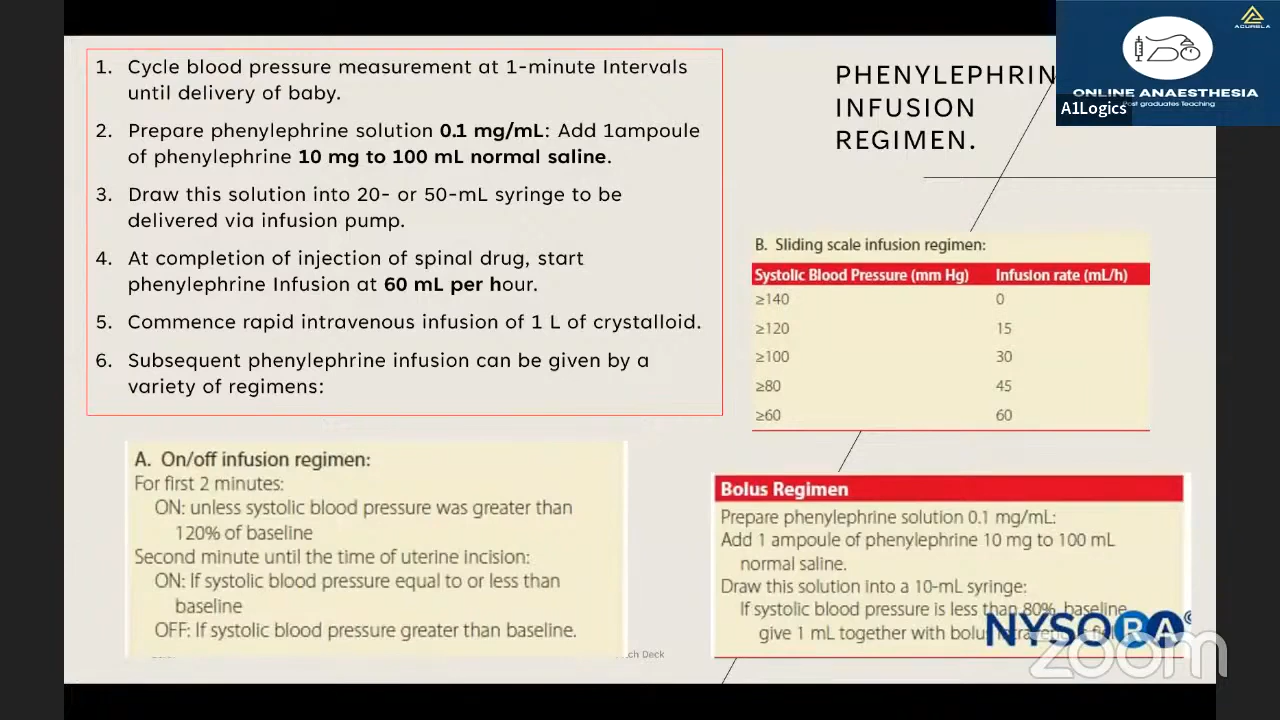 1. Cycle blood pressure measurement at 1-minute Intervals
until delivery of baby.
2. Prepare phenylephrine solution 0.1 mg/mL: Add 1ampoule
of phenylephrine 10 mg to 100 mL normal saline.
3. Draw this solution into 20- or 50-mL syringe to be
delivered via infusion pump.
4. At completion of injection of spinal drug, start
phenylephrine Infusion at 60 mL per hour.
5. Commence rapid intravenous infusion of 1 L of crystalloid.
6. Subsequent phenylephrine infusion can be given by a
variety of regimens:
PHENYLEPHRIN
INFUSION
REGIMEN.
ACURELA
ONLINE ANAESTHESIA
Post graduates Teaching
A1Logics
B. Sliding scale infusion regimen:
Systolic Blood Pressure (mm Hg) Infusion rate (mL/h)
≥140 0
≥120 15
≥100 30
≥80 45
≥60 60
A. On/off infusion regimen:
For first 2 minutes:
ON: unless systolic blood pressure was greater than
120% of baseline
Second minute until the time of uterine incision:
ON: If systolic blood pressure equal to or less than
baseline
OFF: If systolic blood pressure greater than baseline.
Deck
Bolus Regimen
Prepare phenylephrine solution 0.1 mg/mL:
Add 1 ampoule of phenylephrine 10 mg to 100 mL
normal saline.
Draw this solution into a 10-mL syringe:
If systolic blood pressure is less than 80% baseline
give 1 mL together with bolus
NYSORA
zoom